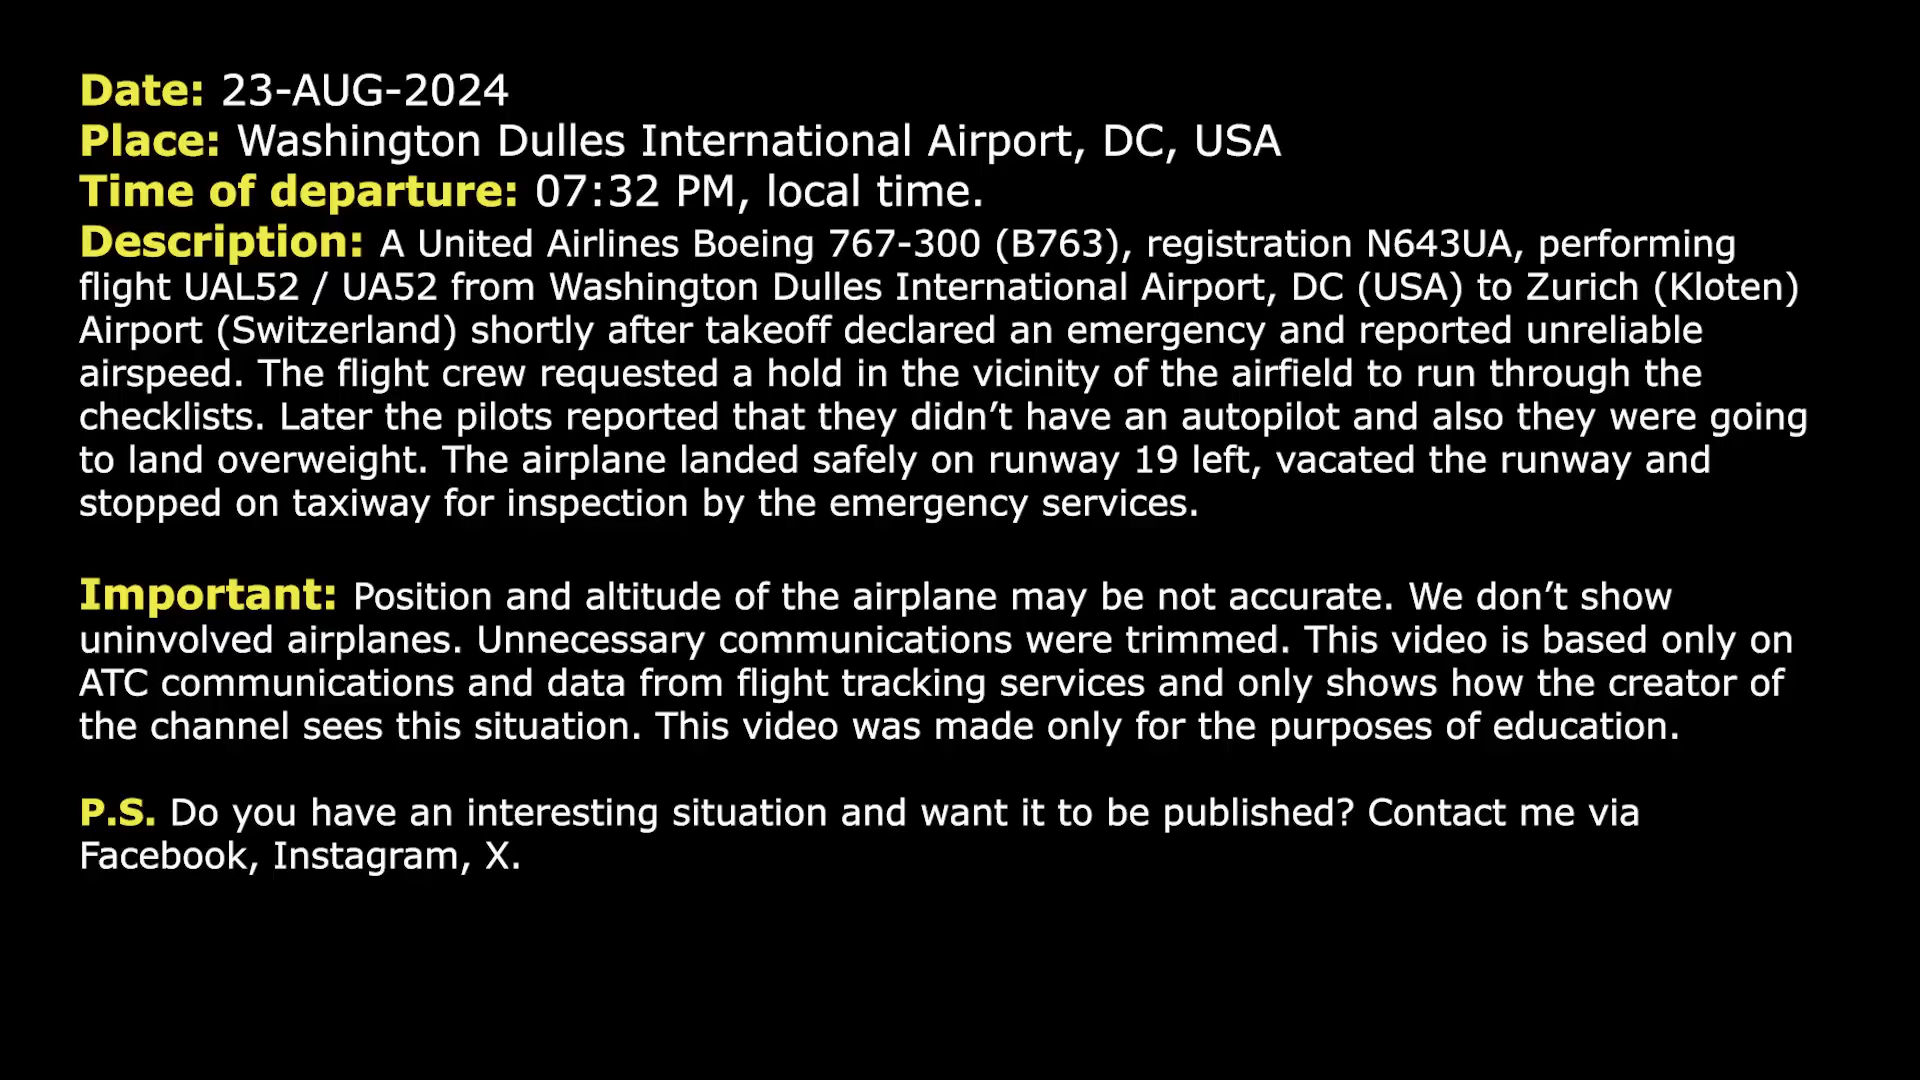 Date: 23-AUG-2024
Place: Washington Dulles International Airport, DC, USA
Time of departure: 07:32 PM, local time.
Description: A United Airlines Boeing 767-300 (B763), registration N643UA, performing
flight UAL52 / UA52 from Washington Dulles International Airport, DC (USA) to Zurich (Kloten)
Airport (Switzerland) shortly after takeoff declared an emergency and reported unreliable
airspeed. The flight crew requested a hold in the vicinity of the airfield to run through the
checklists. Later the pilots reported that they didn’t have an autopilot and also they were going
to land overweight. The airplane landed safely on runway 19 left, vacated the runway and
stopped on taxiway for inspection by the emergency services.
Important: Position and altitude of the airplane may be not accurate. We don’t show
uninvolved airplanes. Unnecessary communications were trimmed. This video is based only on
ATC communications and data from flight tracking services and only shows how the creator of
the channel sees this situation. This video was made only for the purposes of education.
P.S. Do you have an interesting situation and want it to be published? Contact me via
Facebook, Instagram, X.